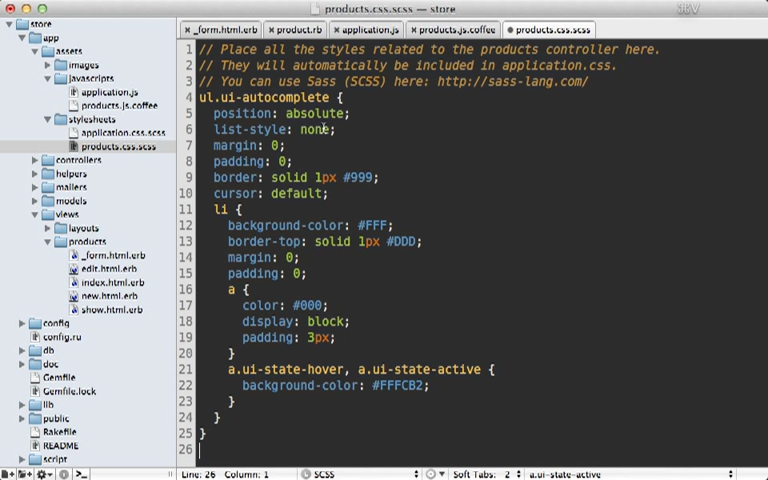 products.css.scss — store
⌘V
store
app
assets
images
javascripts
application.js
products.js.coffee
stylesheets
application.css.scss
products.css.scss
controllers
helpers
mailers
models
views
layouts
products
_form.html.erb
edit.html.erb
index.html.erb
new.html.erb
show.html.erb
config
config.ru
db
doc
Gemfile
Gemfile.lock
lib
public
Rakefile
README
script
_form.html.erb product.rb application.js products.js.coffee products.css.scss
1 // Place all the styles related to the products controller here.
2 // They will automatically be included in application.css.
3 // You can use Sass (SCSS) here: http://sass-lang.com/
4 ul.ui-autocomplete {
5 position: absolute;
6 list-style: none;
7 margin: 0;
8 padding: 0;
9 border: solid 1px #999;
10 cursor: default;
11 li {
12 background-color: #FFF;
13 border-top: solid 1px #DDD;
14 margin: 0;
15 padding: 0;
16 a {
17 color: #000;
18 display: block;
19 padding: 3px;
20 }
21 a.ui-state-hover, a.ui-state-active {
22 background-color: #FFFCB2;
23 }
24 }
25 }
26
Line: 26 Column: 1 SCSS Soft Tabs: 2 a.ui-state-active